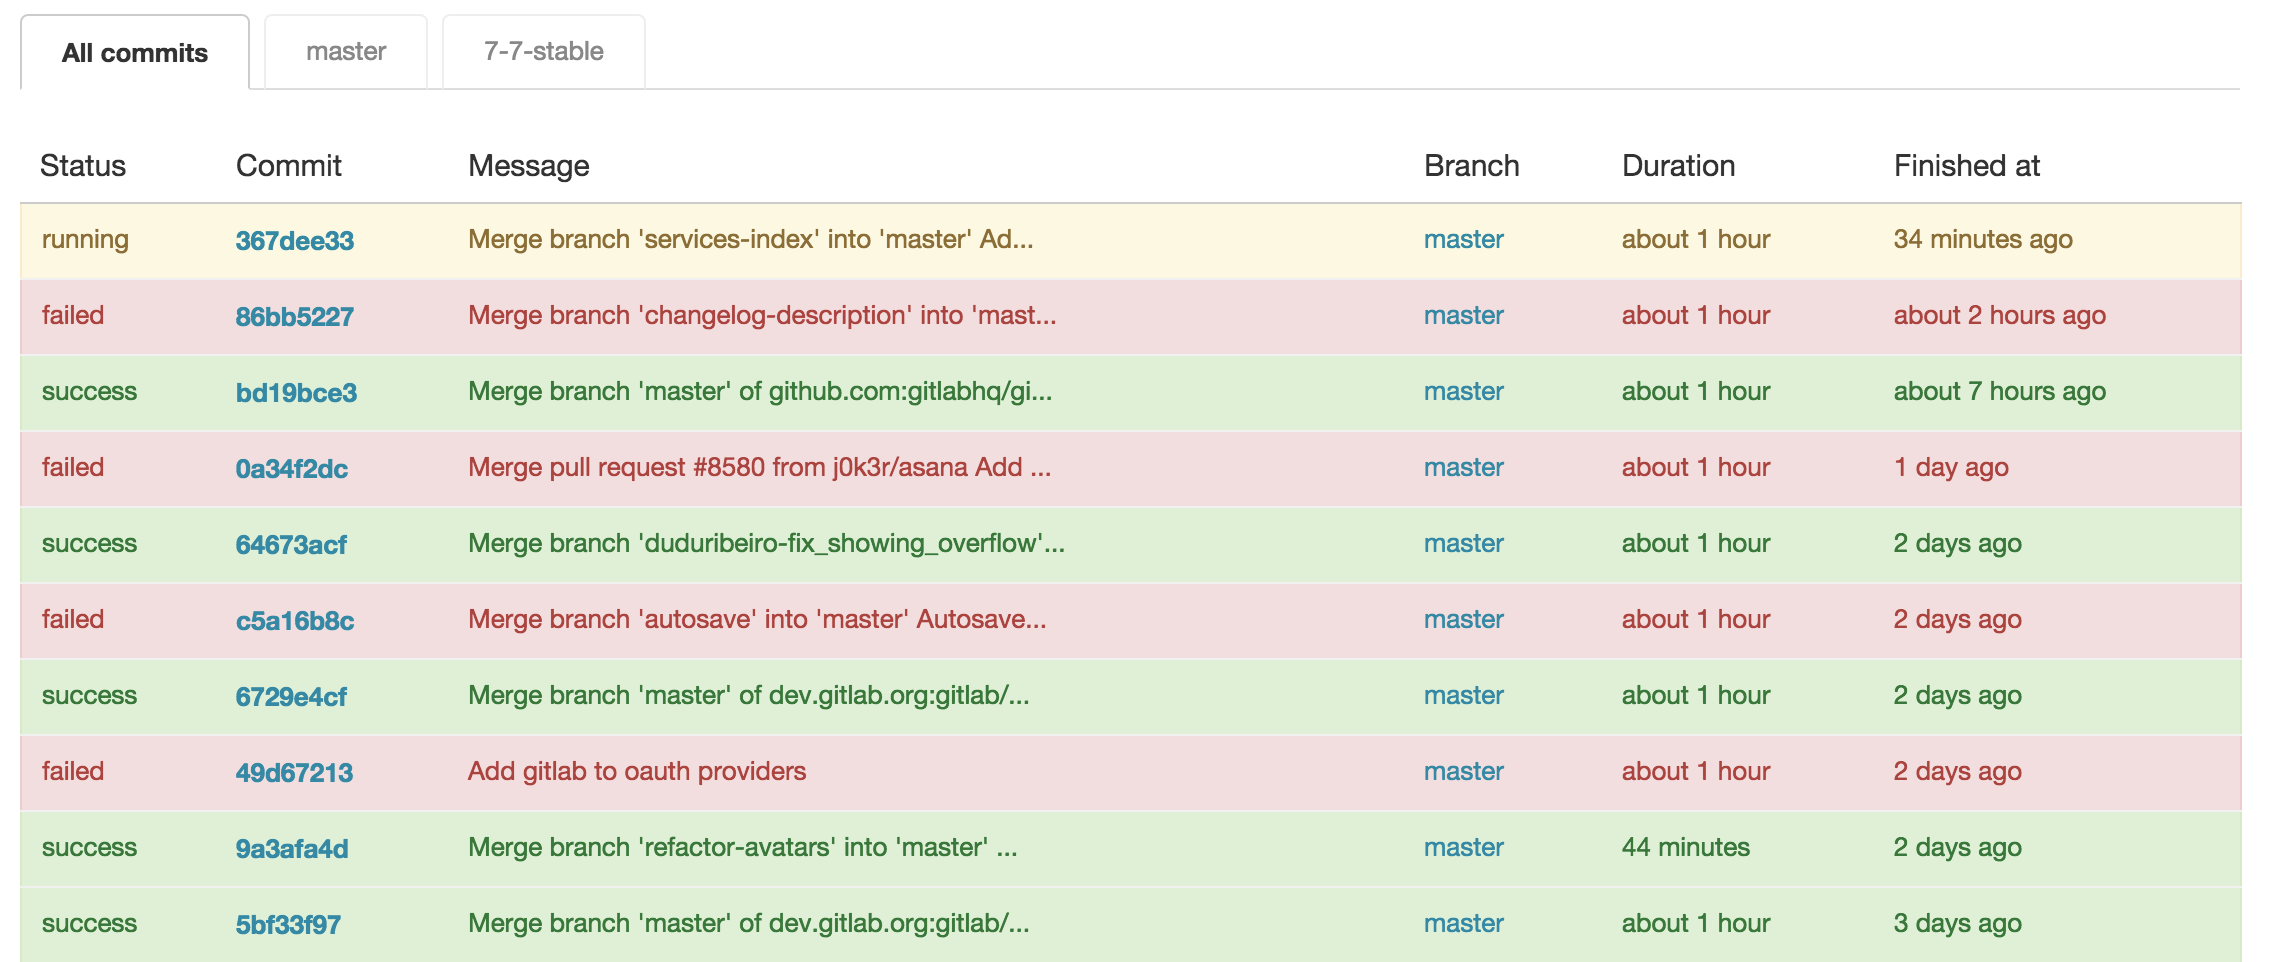 All commits master 7-7-stable
Status Commit Message Branch Duration Finished at
running 367dee33 Merge branch 'services-index' into 'master' Ad... master about 1 hour 34 minutes ago
failed 86bb5227 Merge branch 'changelog-description' into 'mast... master about 1 hour about 2 hours ago
success bd19bce3 Merge branch 'master' of github.com:gitlabhq/gi... master about 1 hour about 7 hours ago
failed 0a34f2dc Merge pull request #8580 from j0k3r/asana Add ... master about 1 hour 1 day ago
success 64673acf Merge branch 'duduribeiro-fix_showing_overflow'... master about 1 hour 2 days ago
failed c5a16b8c Merge branch 'autosave' into 'master' Autosave... master about 1 hour 2 days ago
success 6729e4cf Merge branch 'master' of dev.gitlab.org:gitlab/... master about 1 hour 2 days ago
failed 49d67213 Add gitlab to oauth providers master about 1 hour 2 days ago
success 9a3afa4d Merge branch 'refactor-avatars' into 'master' ... master 44 minutes 2 days ago
success 5bf33f97 Merge branch 'master' of dev.gitlab.org:gitlab/... master about 1 hour 3 days ago